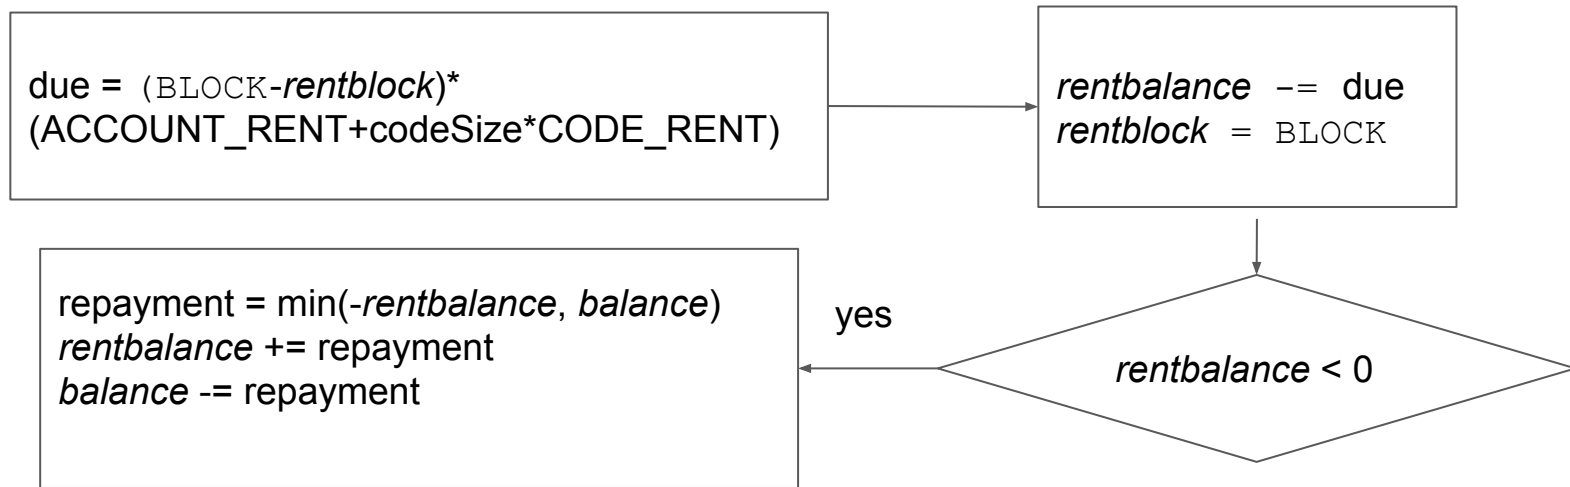 due = (BLOCK-rentblock)*
(ACCOUNT_RENT+codeSize*CODE_RENT)
rentbalance -= due
rentblock = BLOCK
rentbalance < 0
yes
repayment = min(-rentbalance, balance)
rentbalance += repayment
balance -= repayment